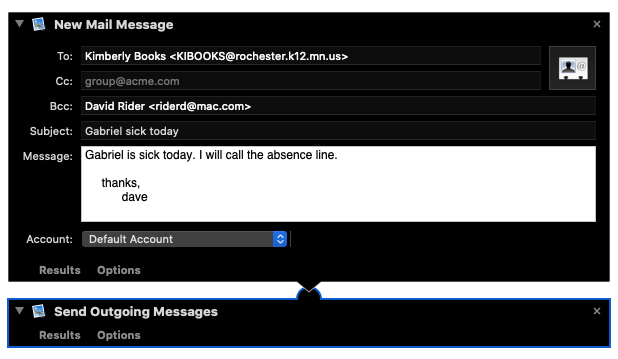 New Mail Message
To: Kimberly Books <KIBOOKS@rochester.k12.mn.us>
Cc: group@acme.com
Bcc: David Rider <riderd@mac.com>
Subject: Gabriel sick today
Message: Gabriel is sick today. I will call the absence line.
thanks,
dave
Account: Default Account
Results Options
Send Outgoing Messages
Results Options